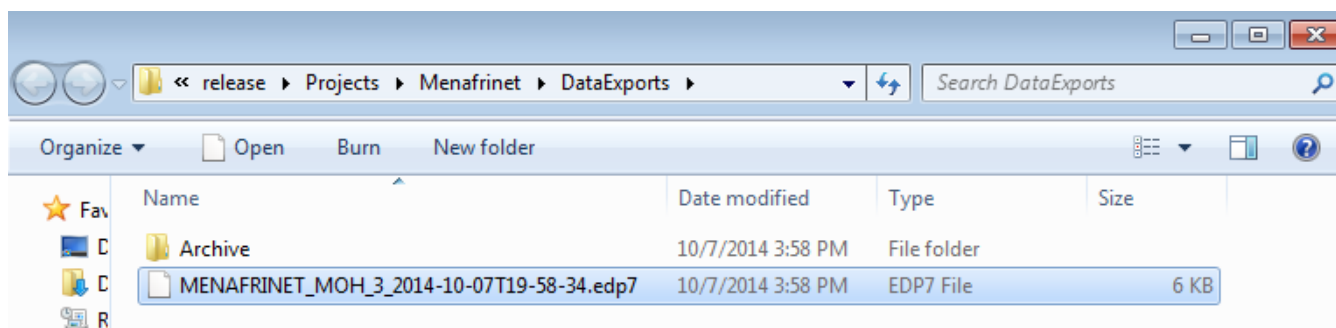 « release Projects Menafrinet DataExports Search DataExports
Organize Open Burn New folder
Name Date modified Type Size
Fav
D Archive 10/7/2014 3:58 PM File folder
D MENAFRINET_MOH_3_2014-10-07T19-58-34.edp7 10/7/2014 3:58 PM EDP7 File 6 KB
R